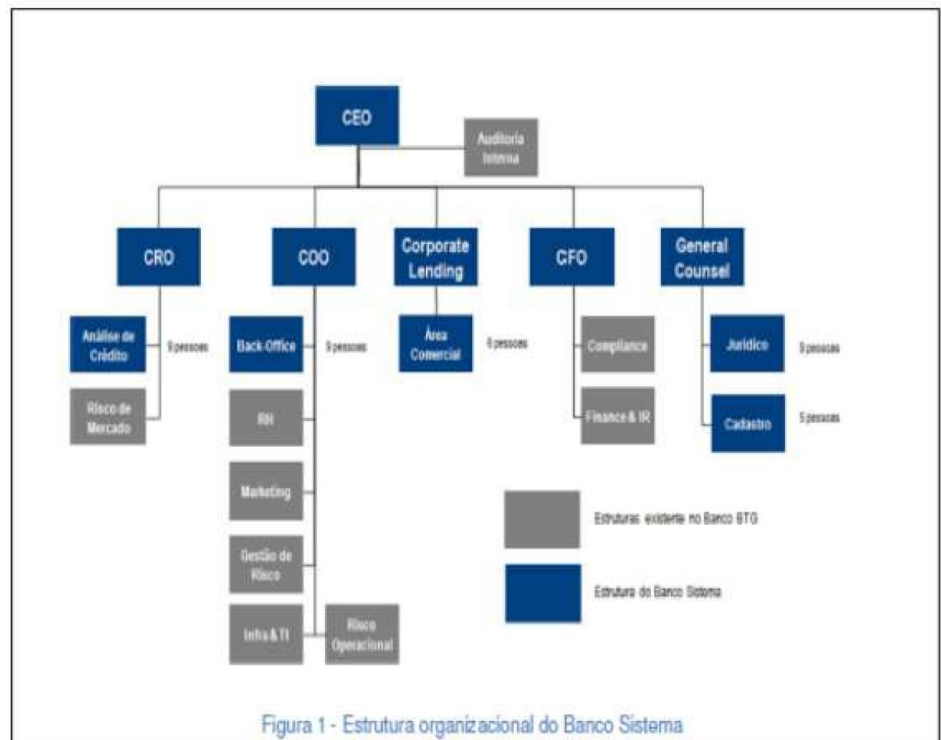 CEO
Auditoria
Interna
CRO
COO
Corporate
Lending
CFO
General
Counsel
Análise de
Crédito
9 pessoas
Back-Office
9 pessoas
Área
Comercial
6 pessoas
Compliance
Jurídico
9 pessoas
Risco de
Mercado
RH
Finance & IR
Cadastro
5 pessoas
Marketing
Estruturas existente no Banco BTG
Gestão de
Risco
Estrutura do Banco Sistema
Infra & TI
Risco
Operacional
Figura 1 - Estrutura organizacional do Banco Sistema